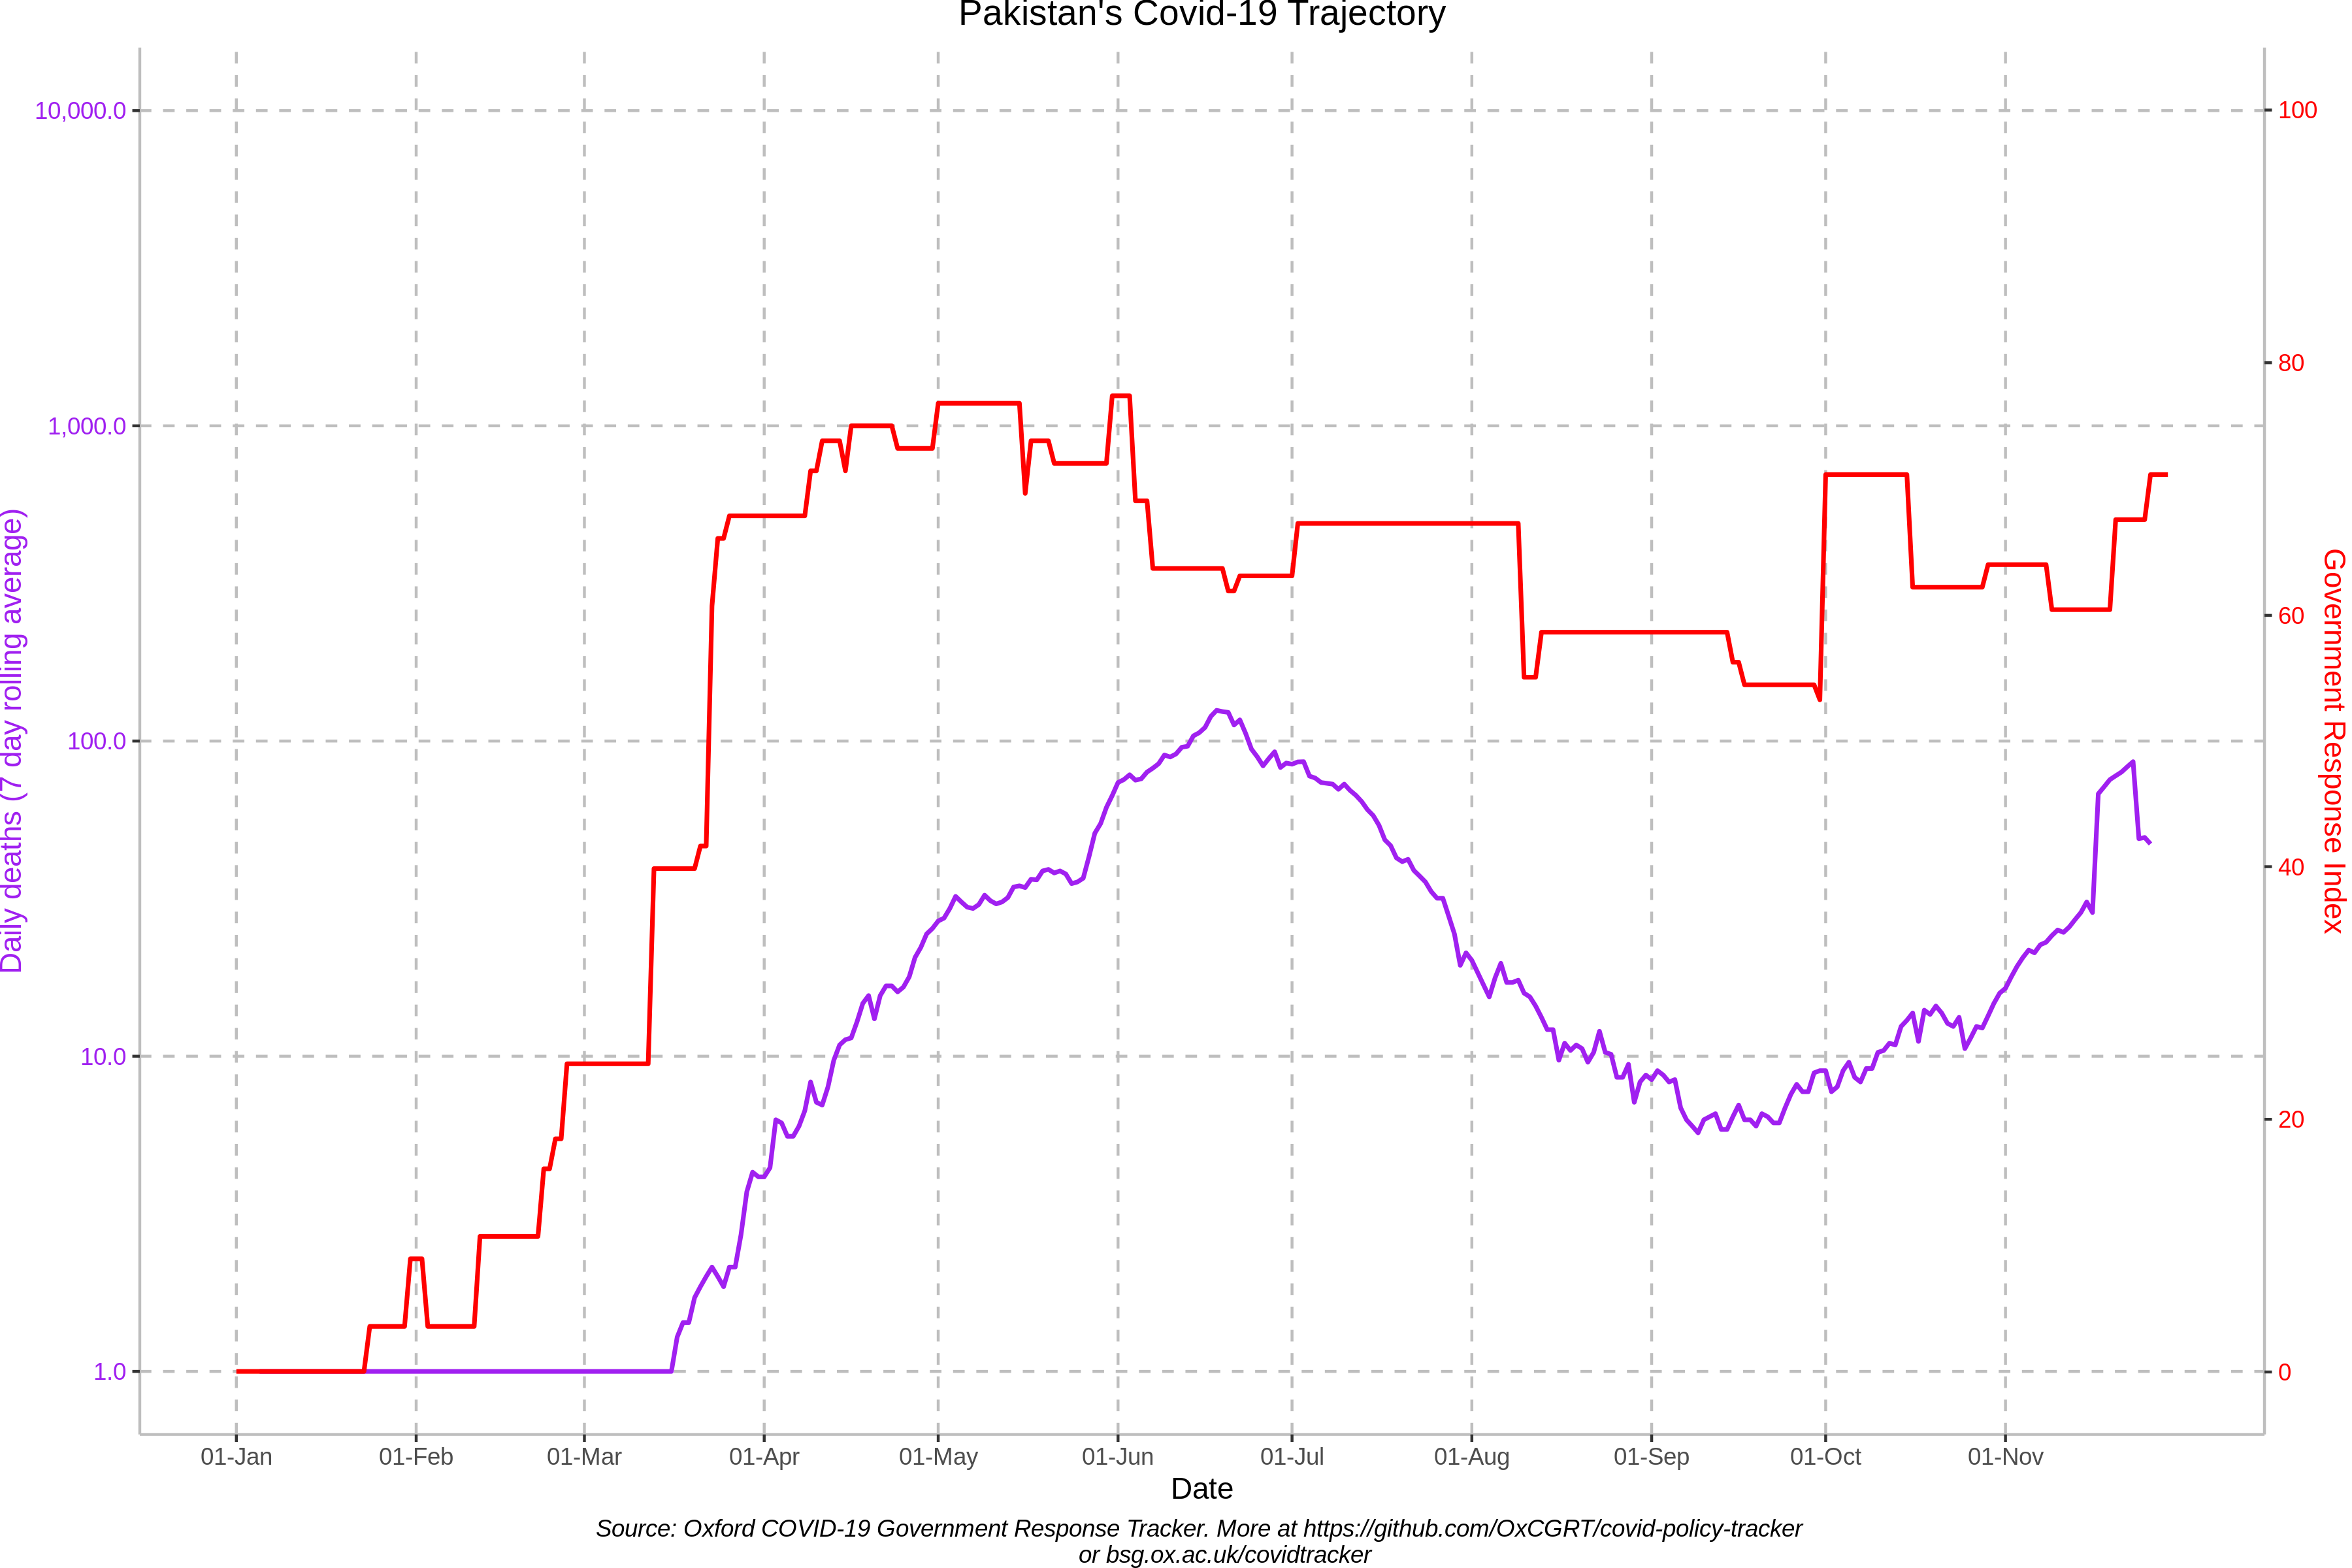 Pakistan's Covid-19 Trajectory
10,000.0
1,000.0
100.0
10.0
1.0
Daily deaths (7 day rolling average)
100
80
60
40
20
0
Government Response Index
01-Jan
01-Feb
01-Mar
01-Apr
01-May
01-Jun
01-Jul
01-Aug
01-Sep
01-Oct
01-Nov
Date
Source: Oxford COVID-19 Government Response Tracker. More at https://github.com/OxCGRT/covid-policy-tracker
or bsg.ox.ac.uk/covidtracker